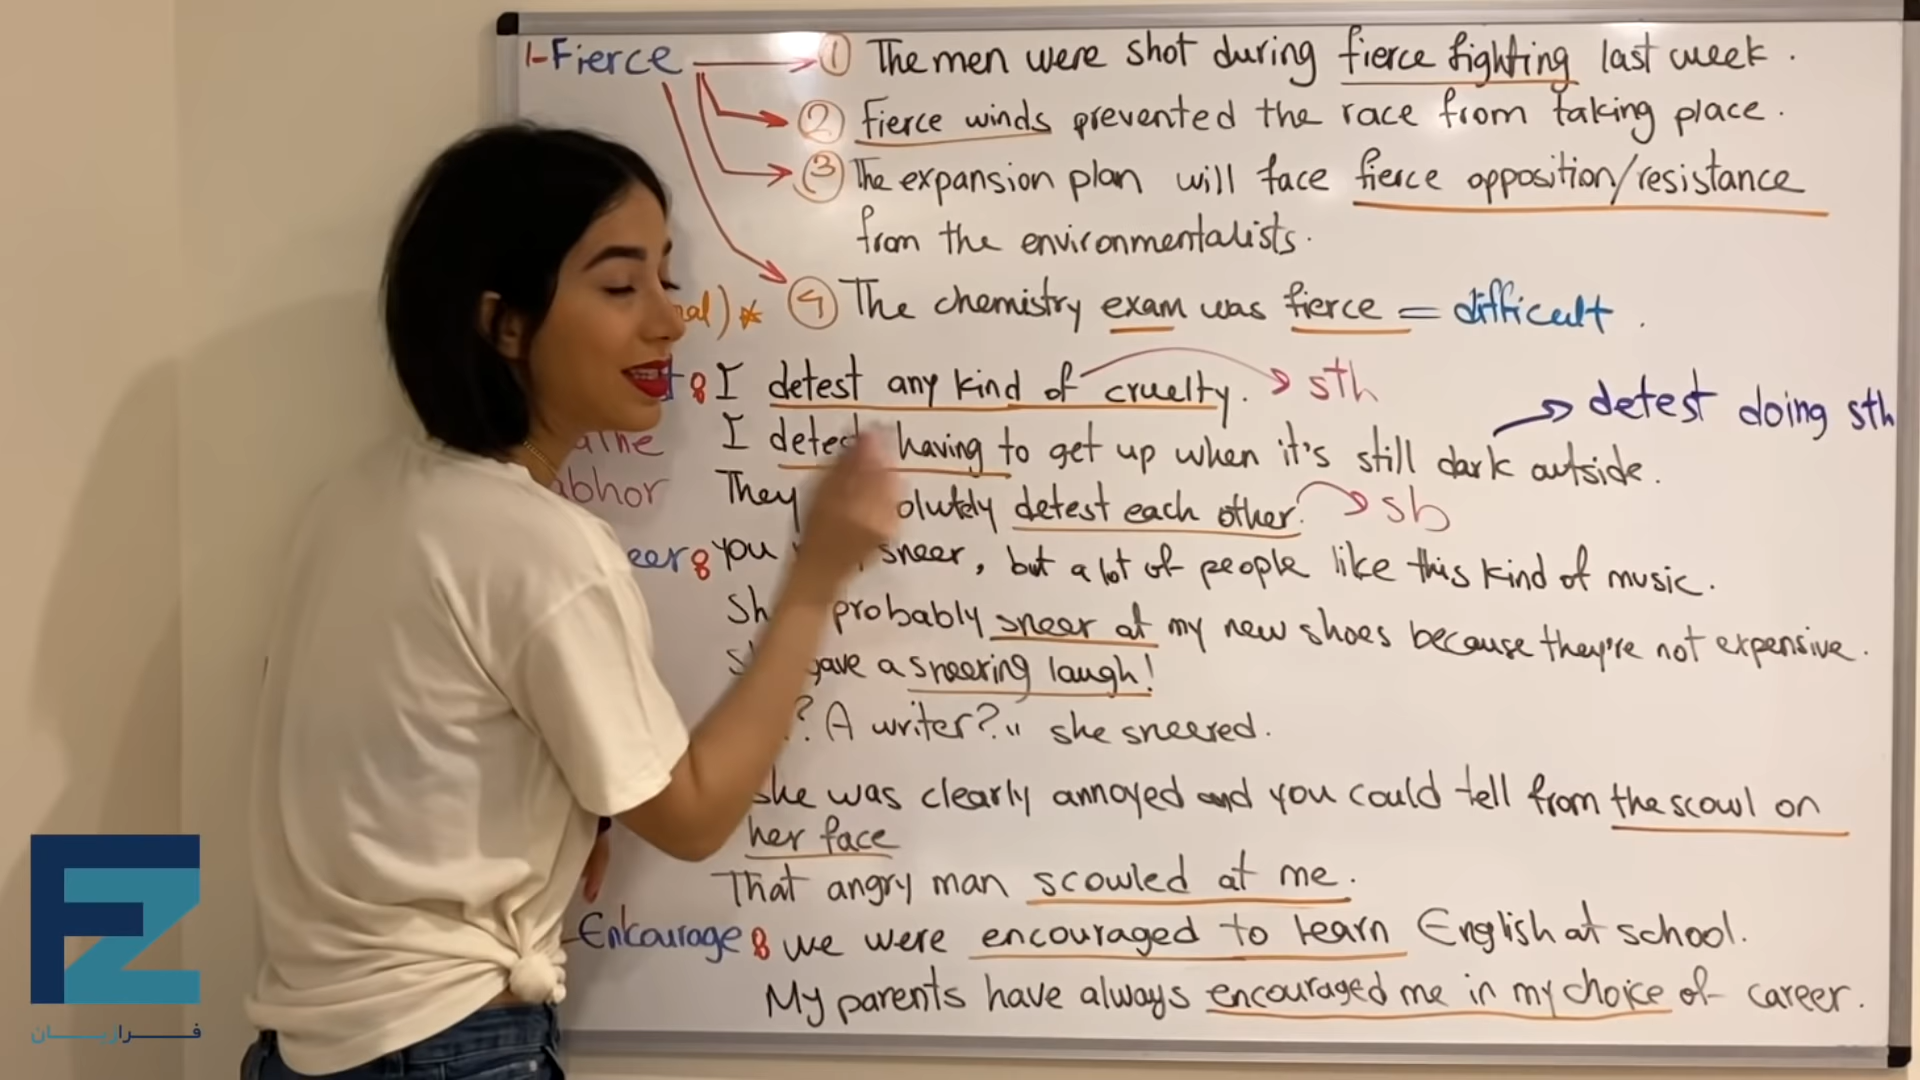 1-Fierce ① The men were shot during fierce fighting last week.
② Fierce winds prevented the race from taking place.
③ The expansion plan will face fierce opposition/resistance
from the environmentalists.
④ The chemistry exam was fierce = difficult.
I detest any kind of cruelty. → sth
→ detest doing sth
I detest having to get up when it's still dark outside.
abhor They detest each other. → sb
you sneer, but a lot of people like this kind of music.
probably sneer at my new shoes because they're not expensive.
gave a sneering laugh!
? A writer?" she sneered.
she was clearly annoyed and you could tell from the scowl on
her face
That angry man scowled at me.
Encourage: we were encouraged to learn English at school.
My parents have always encouraged me in my choice of career.
FZ
فرازبان